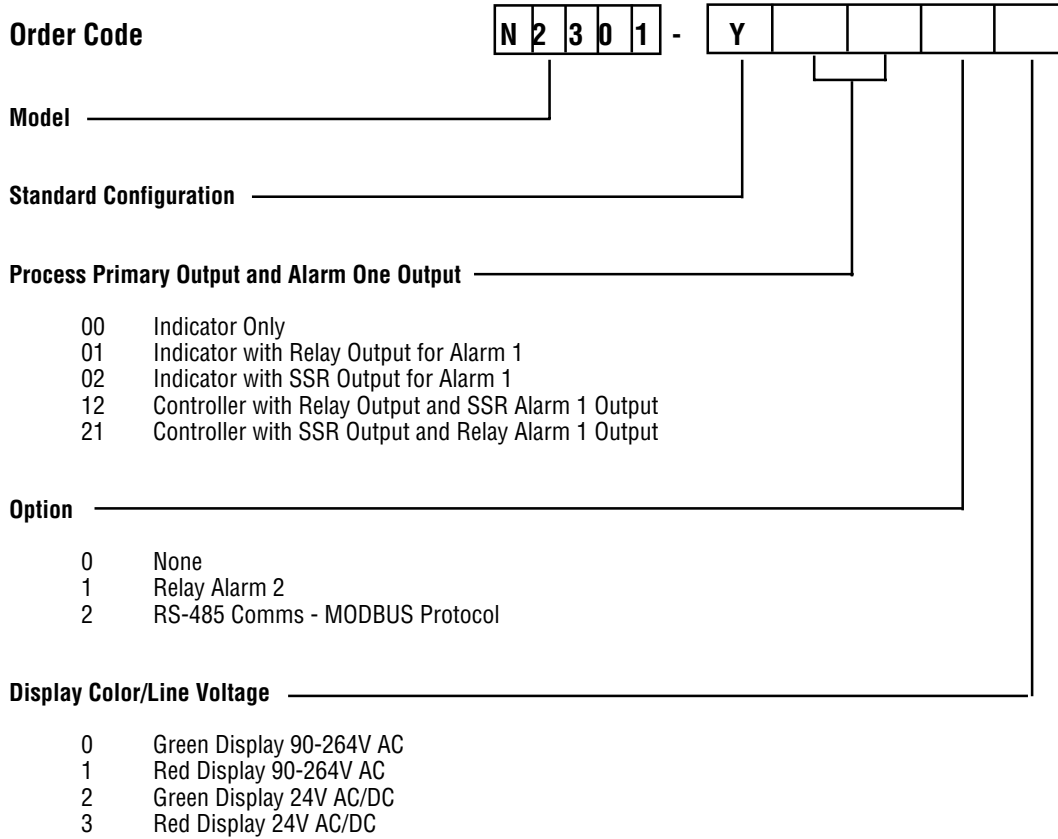 Order Code N 2 3 0 1 - Y
Model
Standard Configuration
Process Primary Output and Alarm One Output
00 Indicator Only
01 Indicator with Relay Output for Alarm 1
02 Indicator with SSR Output for Alarm 1
12 Controller with Relay Output and SSR Alarm 1 Output
21 Controller with SSR Output and Relay Alarm 1 Output
Option
0 None
1 Relay Alarm 2
2 RS-485 Comms - MODBUS Protocol
Display Color/Line Voltage
0 Green Display 90-264V AC
1 Red Display 90-264V AC
2 Green Display 24V AC/DC
3 Red Display 24V AC/DC